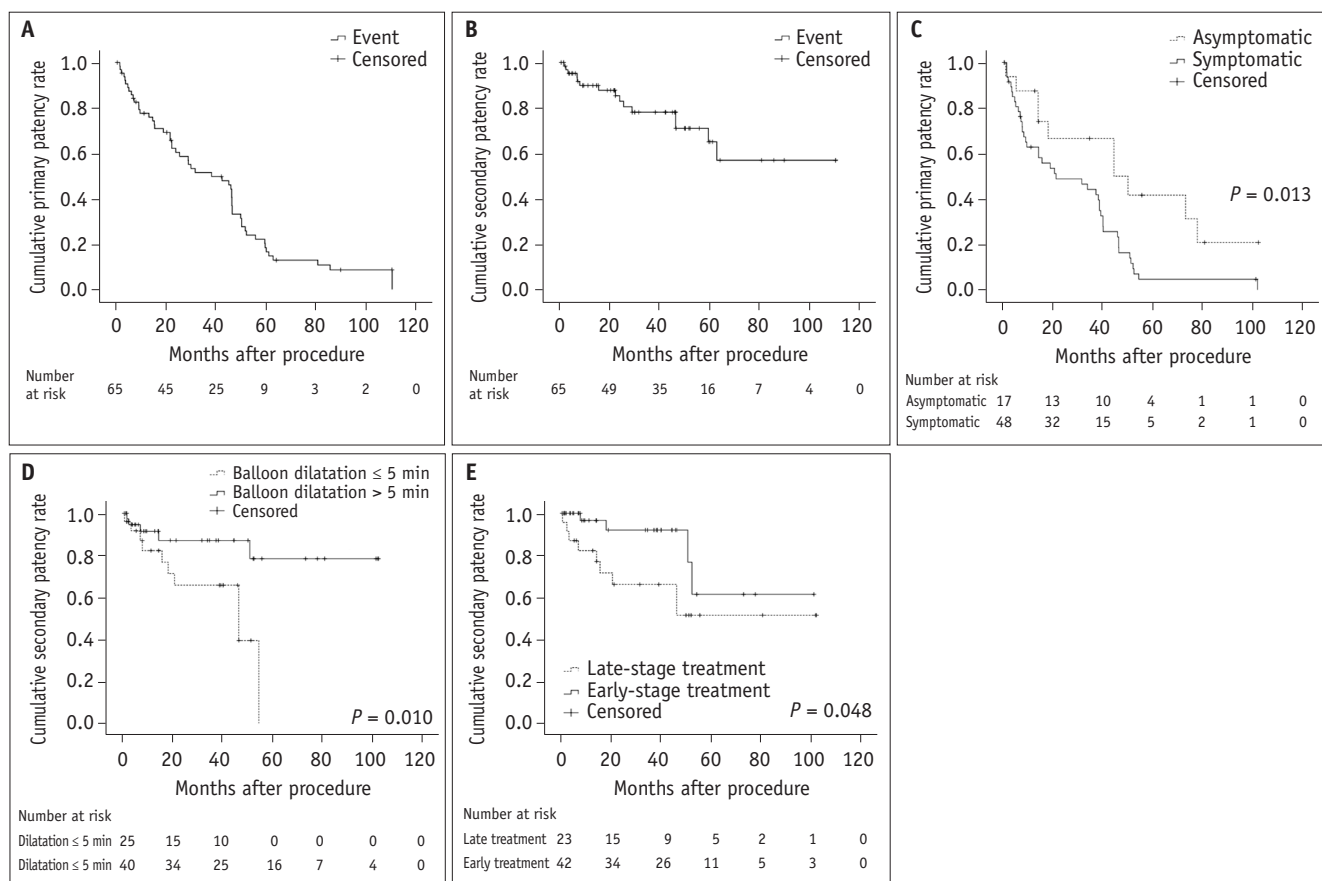 A
Event
Censored
Cumulative primary patency rate
1.0
0.8
0.6
0.4
0.2
0.0
0 20 40 60 80 100 120
Months after procedure
Number
at risk
65 45 25 9 3 2 0
B
Event
Censored
Cumulative secondary patency rate
1.0
0.8
0.6
0.4
0.2
0.0
0 20 40 60 80 100 120
Months after procedure
Number
at risk
65 49 35 16 7 4 0
C
Asymptomatic
Symptomatic
Censored
Cumulative primary patency rate
1.0
0.8
0.6
0.4
0.2
0.0
P = 0.013
0 20 40 60 80 100 120
Months after procedure
Number at risk
Asymptomatic 17 13 10 4 1 1 0
Symptomatic 48 32 15 5 2 1 0
D
Balloon dilatation ≤ 5 min
Balloon dilatation > 5 min
Censored
Cumulative secondary patency rate
1.0
0.8
0.6
0.4
0.2
0.0
P = 0.010
0 20 40 60 80 100 120
Months after procedure
Number at risk
Dilatation ≤ 5 min 25 15 10 0 0 0 0
Dilatation ≤ 5 min 40 34 25 16 7 4 0
E
Cumulative secondary patency rate
1.0
0.8
0.6
0.4
0.2
0.0
Late-stage treatment
Early-stage treatment
Censored
P = 0.048
0 20 40 60 80 100 120
Months after procedure
Number at risk
Late treatment 23 15 9 5 2 1 0
Early treatment 42 34 26 11 5 3 0